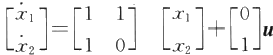 [ẋ₁ ẋ₂] = [1 1; 1 0] [x₁ x₂] + [0 1] u